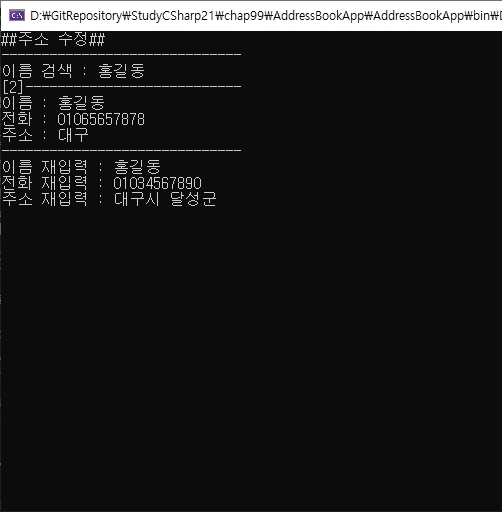 D:₩GitRepository₩StudyCSharp21₩chap99₩AddressBookApp₩AddressBookApp₩bin₩D
##주소 수정##
------------------------------
이름 검색 : 홍길동
[2]---------------------------
이름 : 홍길동
전화 : 01065657878
주소 : 대구
------------------------------
이름 재입력 : 홍길동
전화 재입력 : 01034567890
주소 재입력 : 대구시 달성군